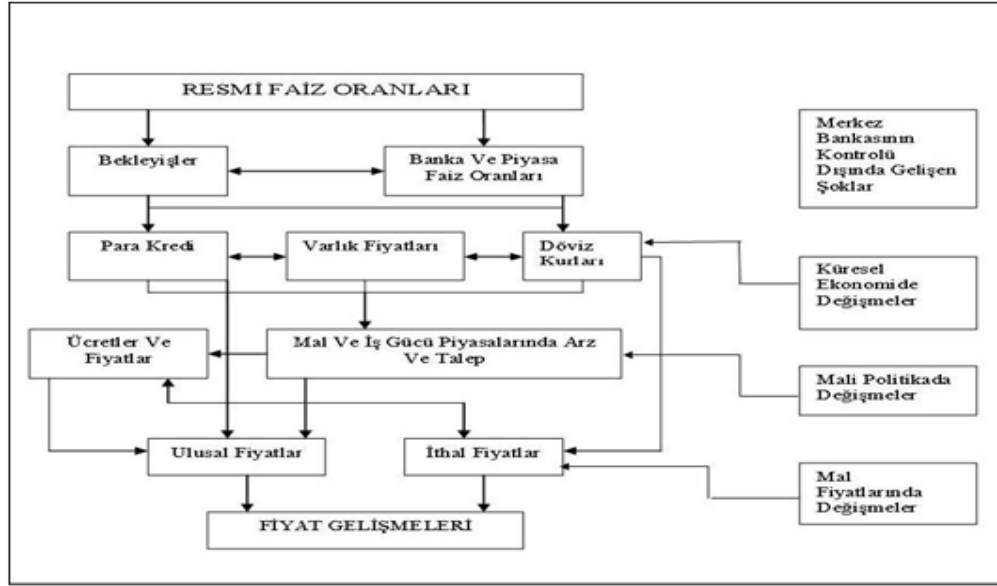 RESMİ FAİZ ORANLARI
Bekleyişler
Banka Ve Piyasa
Faiz Oranları
Merkez
Bankasının
Kontrolü
Dışında Gelişen
Şoklar
Para Kredi
Varlık Fiyatları
Döviz
Kurları
Küresel
Ekonomide
Değişmeler
Ücretler Ve
Fiyatlar
Mal Ve İş Gücü Piyasalarında Arz
Ve Talep
Mali Politikada
Değişmeler
Ulusal Fiyatlar
İthal Fiyatlar
Mal
Fiyatlarında
Değişmeler
FİYAT GELİŞMELERİ